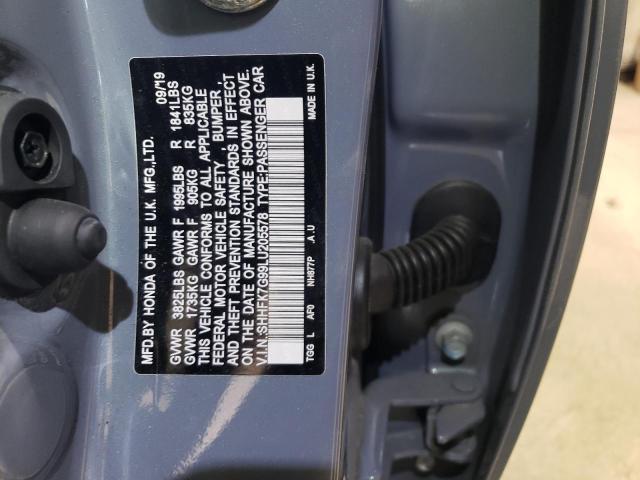 MFD.BY HONDA OF THE U.K. MFG.,LTD. 09/19
GVWR 3825LBS GAWR F 1995LBS R 1841LBS
GVWR 1735KG GAWR F 905KG R 835KG
THIS VEHICLE CONFORMS TO ALL APPLICABLE
FEDERAL MOTOR VEHICLE SAFETY, BUMPER,
AND THEFT PREVENTION STANDARDS IN EFFECT
ON THE DATE OF MANUFACTURE SHOWN ABOVE.
V.I.N. SHHFK7G99LU205578 TYPE:PASSENGER CAR
TGG L AF0 NH877P .A.U MADE IN U.K.